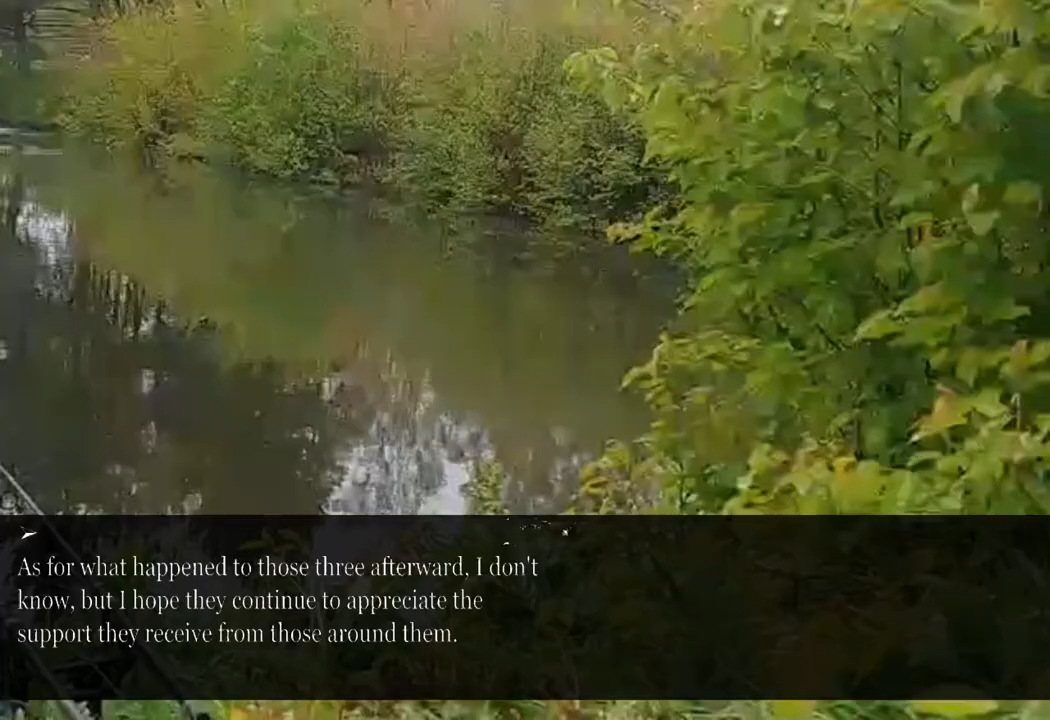 As for what happened to those three afterward, I don't
know, but I hope they continue to appreciate the
support they receive from those around them.